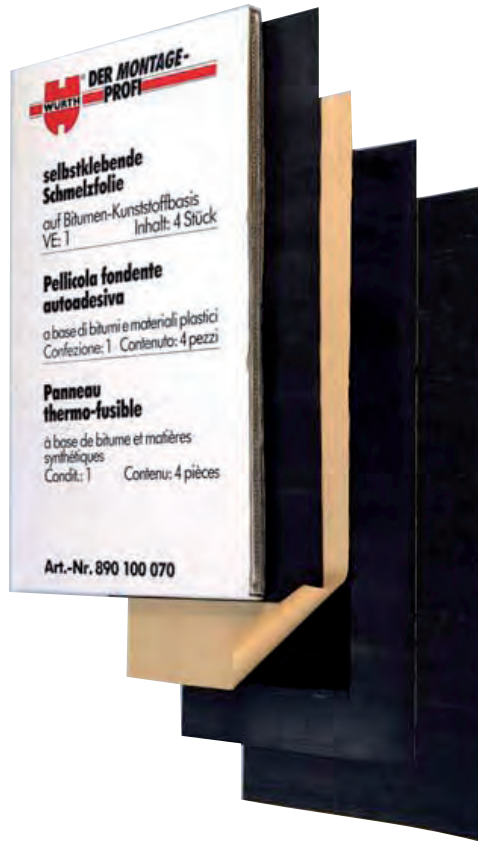 DER MONTAGE-
PROFI
WÜRTH
selbstklebende
Schmelzfolie
auf Bitumen-Kunststoffbasis
VE: 1 Inhalt: 4 Stück
Pellicola fondente
autoadesiva
a base di bitumi e materiali plastici
Confezione: 1 Contenuto: 4 pezzi
Panneau
thermo-fusible
à base de bitume et matières
synthétiques
Condit.: 1 Contenu: 4 pièces
Art.-Nr. 890 100 070